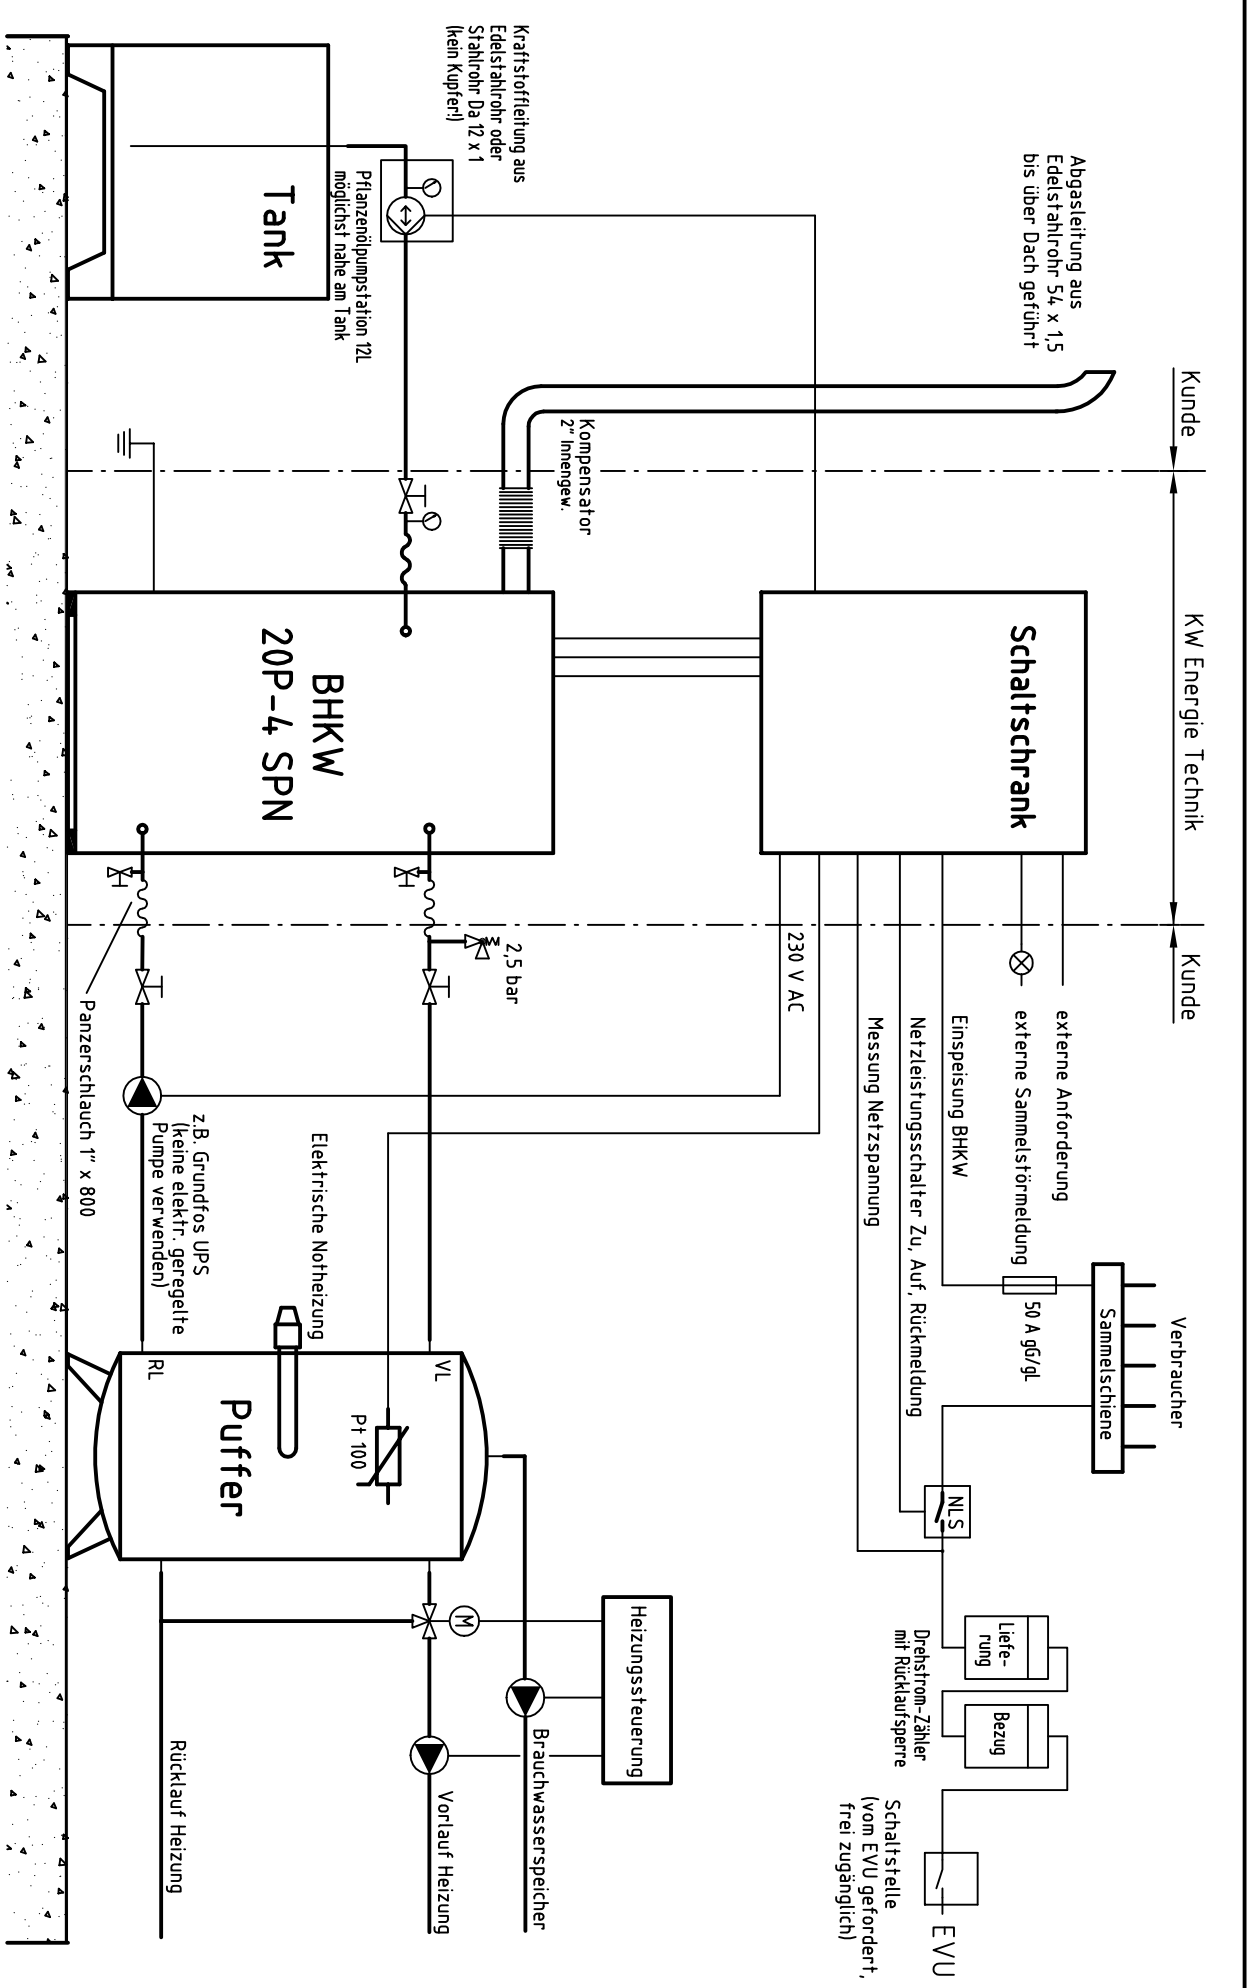 Kunde
KW Energie Technik
Kunde
Abgasleitung aus
Edelstahlrohr 54 x 1,5
bis über Dach geführt
Kraftstoffleitung aus
Edelstahlrohr oder
Stahlrohr Da 12 x 1
(kein Kupfer!)
Pflanzenölpumpstation 12L
möglichst nahe am Tank
Tank
Kompensator
2" Innengew.
Schaltschrank
BHKW
20P-4 SPN
externe Anforderung
externe Sammelstörmeldung
Einspeisung BHKW
Netzleistungsschalter Zu, Auf, Rückmeldung
Messung Netzspannung
230 V AC
2,5 bar
Panzerschlauch 1" x 800
z.B. Grundfos UPS
(keine elektr. geregelte
Pumpe verwenden)
Elektrische Notheizung
Verbraucher
Sammelschiene
50 A gG/gL
NLS
Liefe-
rung
Bezug
Drehstrom-Zähler
mit Rücklaufsperre
Schaltstelle
(vom EVU gefordert,
frei zugänglich)
EVU
VL
RL
Pt 100
Puffer
Heizungssteuerung
M
Brauchwasserspeicher
Vorlauf Heizung
Rücklauf Heizung